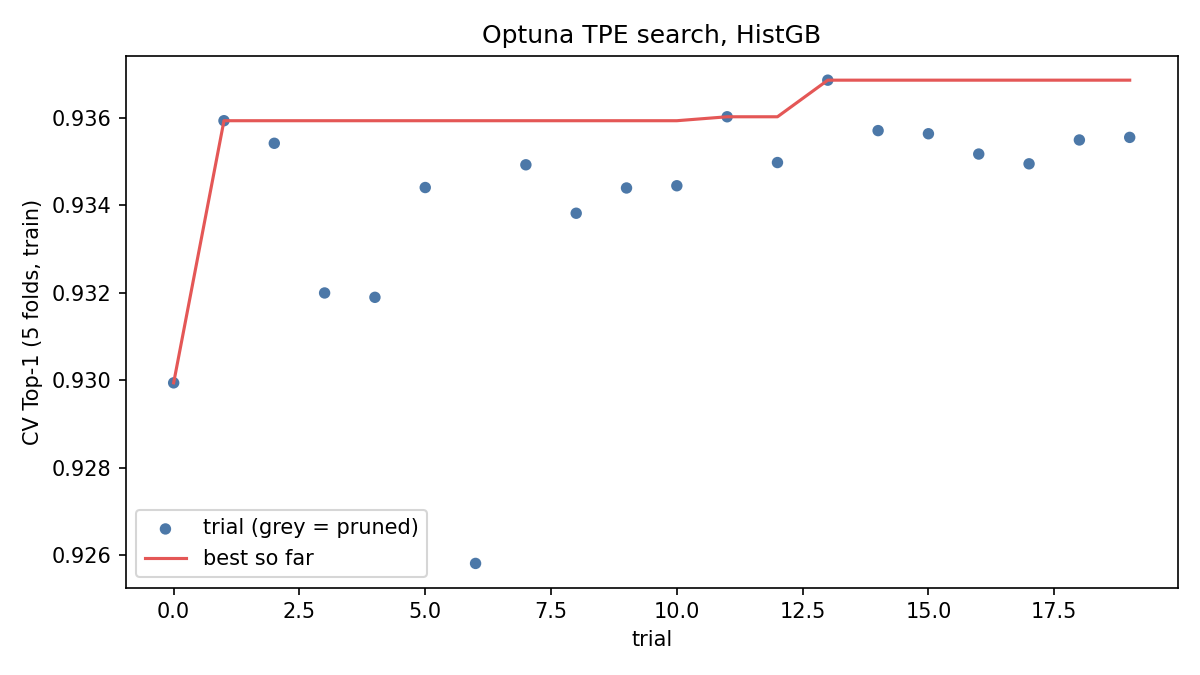 Optuna TPE search, HistGB
CV Top-1 (5 folds, train)
0.936
0.934
0.932
0.930
0.928
0.926
trial (grey = pruned)
best so far
0.0 2.5 5.0 7.5 10.0 12.5 15.0 17.5
trial